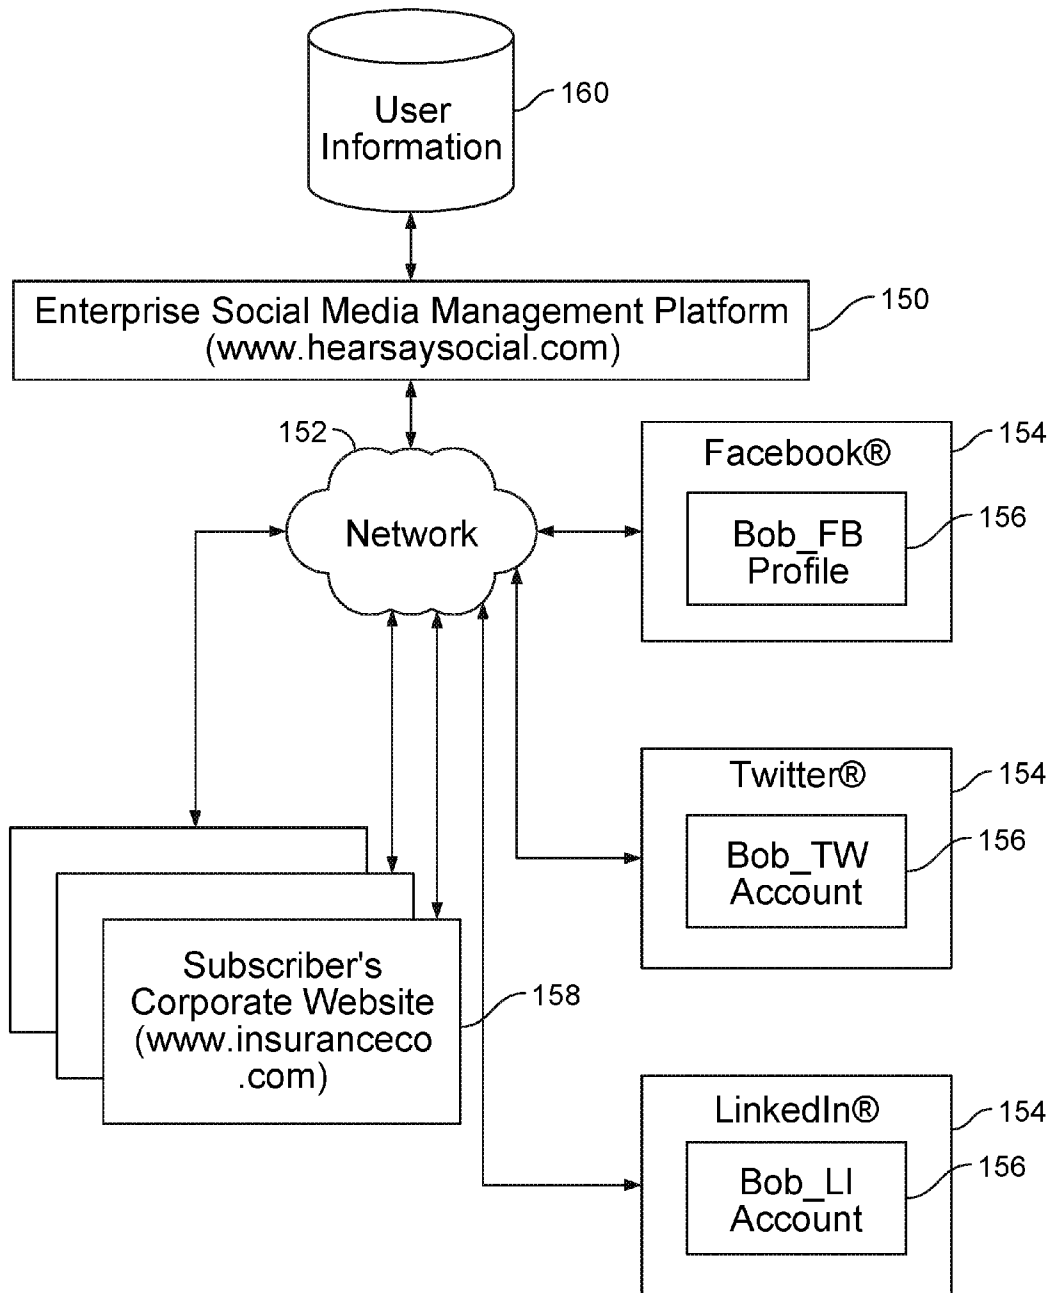 User
Information
160
Enterprise Social Media Management Platform
(www.hearsaysocial.com)
150
152
Network
Facebook®
154
Bob_FB
Profile
156
Twitter®
154
Bob_TW
Account
156
Subscriber's
Corporate Website
(www.insuranceco
.com)
158
LinkedIn®
154
Bob_LI
Account
156